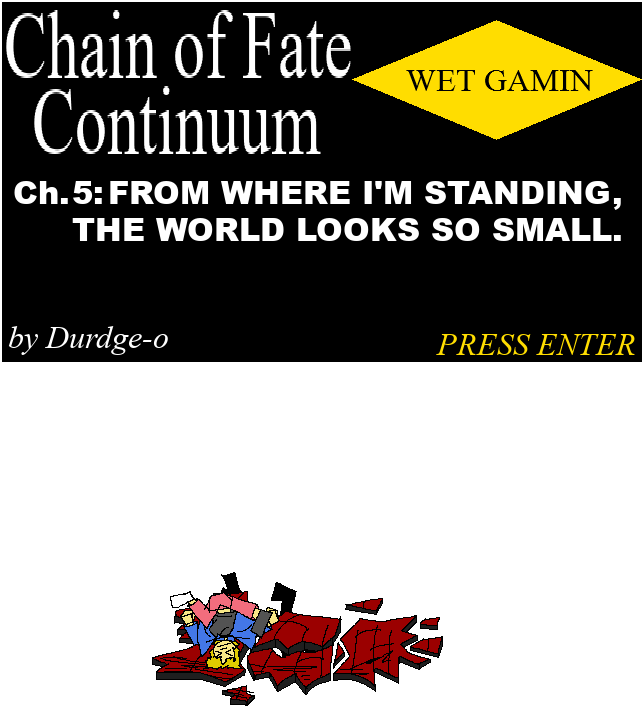 Chain of Fate
Continuum
WET GAMIN
Ch.5: FROM WHERE I'M STANDING,
THE WORLD LOOKS SO SMALL.
by Durdge-o
PRESS ENTER